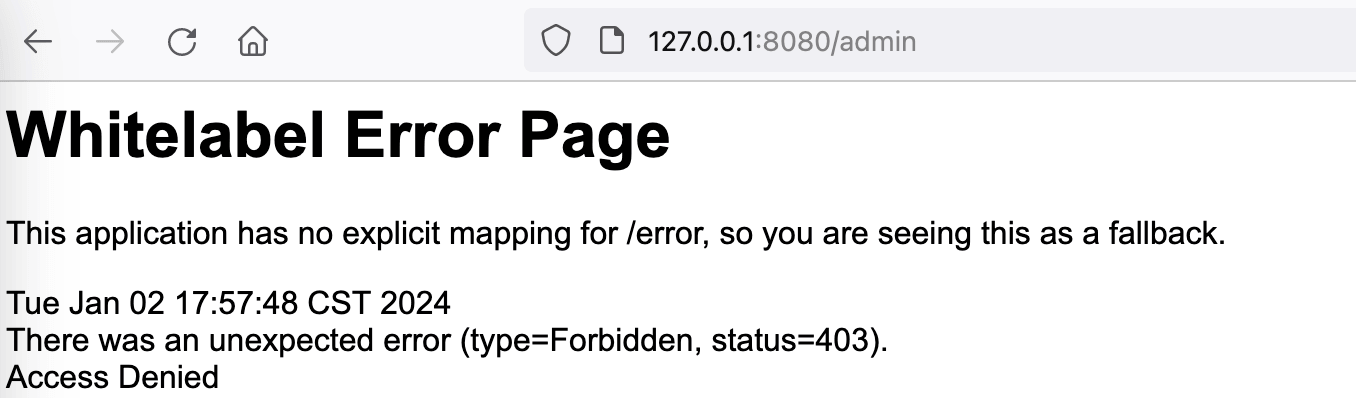 127.0.0.1:8080/admin
Whitelabel Error Page
This application has no explicit mapping for /error, so you are seeing this as a fallback.
Tue Jan 02 17:57:48 CST 2024
There was an unexpected error (type=Forbidden, status=403).
Access Denied